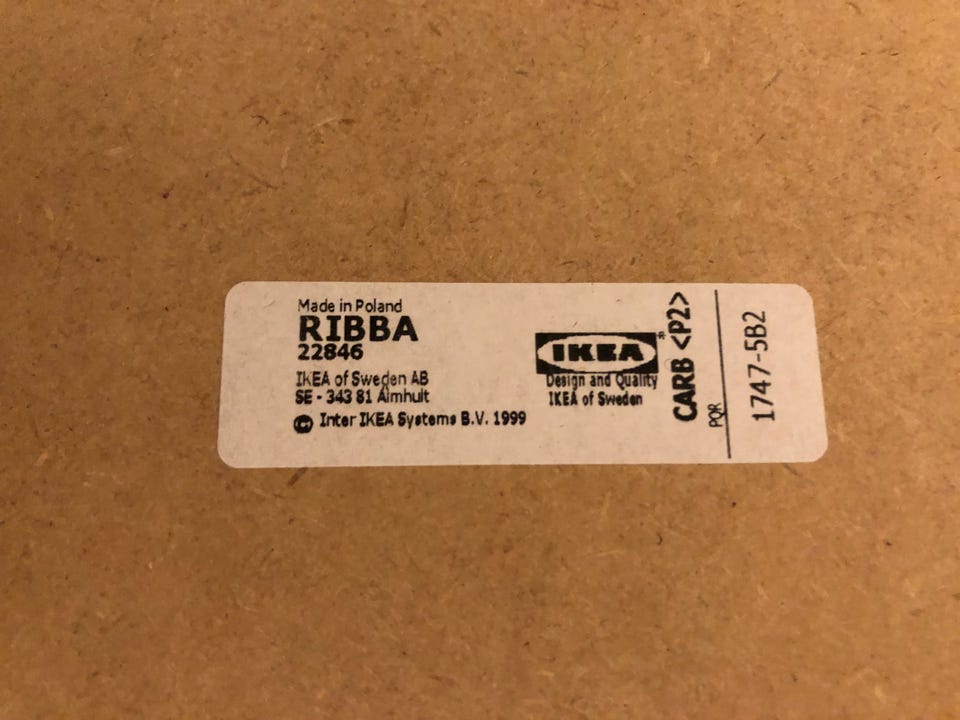 Made in Poland
RIBBA
22846
IKEA of Sweden AB
SE - 343 81 Älmhult
© Inter IKEA Systems B.V. 1999
IKEA®
Design and Quality
IKEA of Sweden
CARB <P2>
PQR
1747-5B2